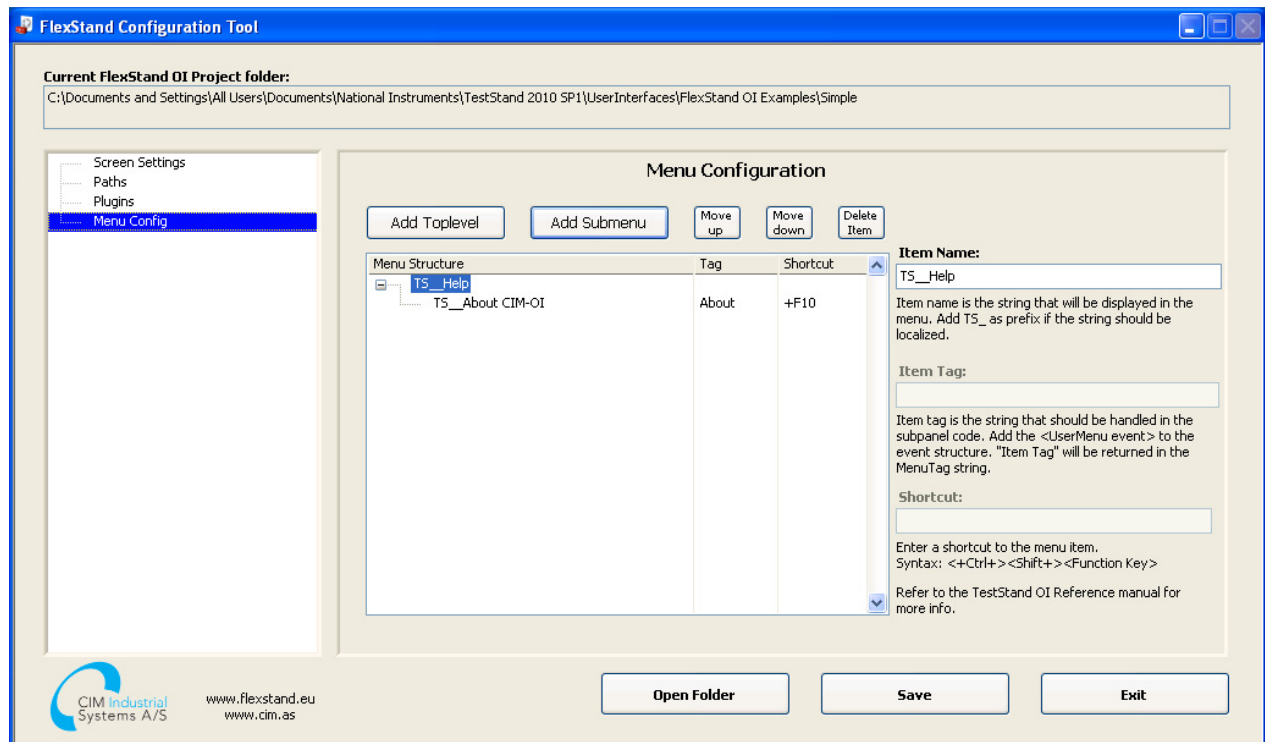 FlexStand Configuration Tool
Current FlexStand OI Project folder:
C:\Documents and Settings\All Users\Documents\National Instruments\TestStand 2010 SP1\UserInterfaces\FlexStand OI Examples\Simple
Screen Settings
Paths
Plugins
Menu Config
Menu Configuration
Add Toplevel
Add Submenu
Move
up
Move
down
Delete
Item
Menu Structure Tag Shortcut
TS__Help
TS__About CIM-OI About +F10
Item Name:
TS__Help
Item name is the string that will be displayed in the
menu. Add TS_ as prefix if the string should be
localized.
Item Tag:
Item tag is the string that should be handled in the
subpanel code. Add the <UserMenu event> to the
event structure. "Item Tag" will be returned in the
MenuTag string.
Shortcut:
Enter a shortcut to the menu item.
Syntax: <+Ctrl+><Shift+><Function Key>
Refer to the TestStand OI Reference manual for
more info.
CIM Industrial
Systems A/S
www.flexstand.eu
www.cim.as
Open Folder
Save
Exit